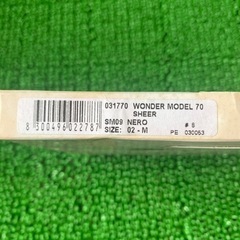 031770 WONDER MODEL 70
SHEER
SM09 NERO
SIZE: 02 - M
# 8
PE 030053
8 300496 022787